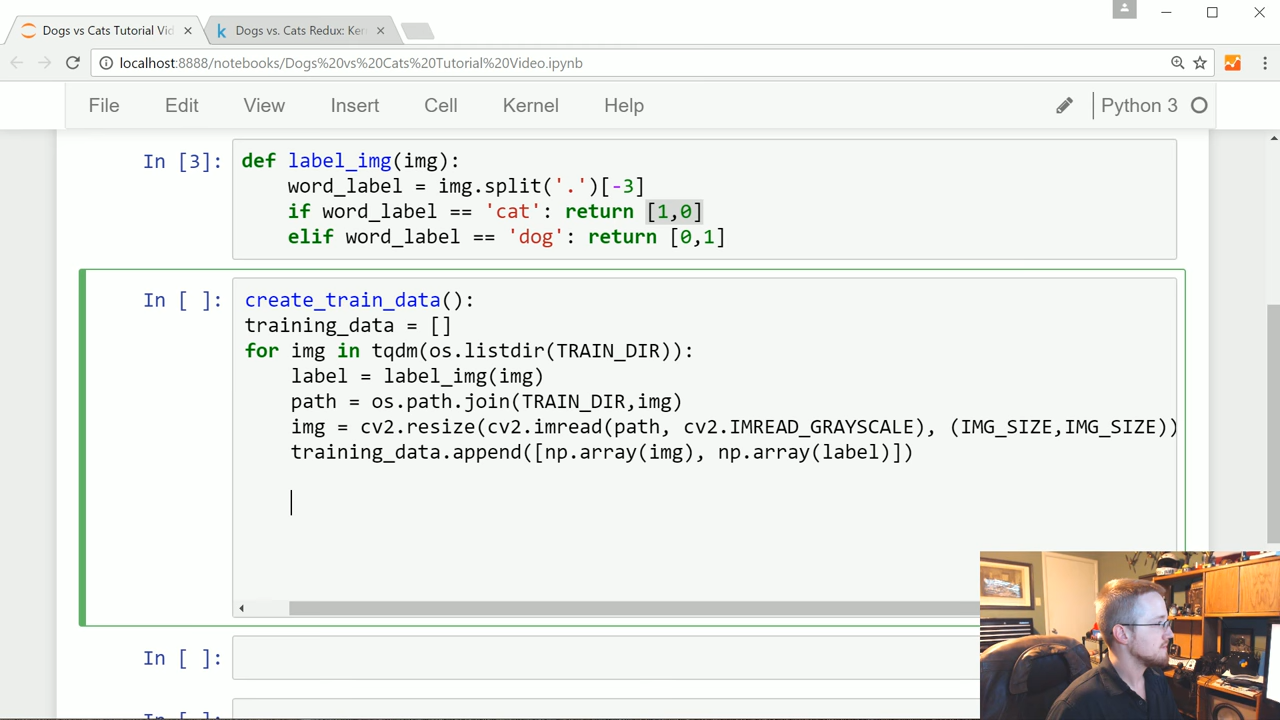 Dogs vs Cats Tutorial Vid
Dogs vs. Cats Redux: Ker
localhost:8888/notebooks/Dogs%20vs%20Cats%20Tutorial%20Video.ipynb
File Edit View Insert Cell Kernel Help Python 3
In [3]: def label_img(img):
word_label = img.split('.')[-3]
if word_label == 'cat': return [1,0]
elif word_label == 'dog': return [0,1]
In [ ]: create_train_data():
training_data = []
for img in tqdm(os.listdir(TRAIN_DIR)):
label = label_img(img)
path = os.path.join(TRAIN_DIR,img)
img = cv2.resize(cv2.imread(path, cv2.IMREAD_GRAYSCALE), (IMG_SIZE,IMG_SIZE))
training_data.append([np.array(img), np.array(label)])
In [ ]: